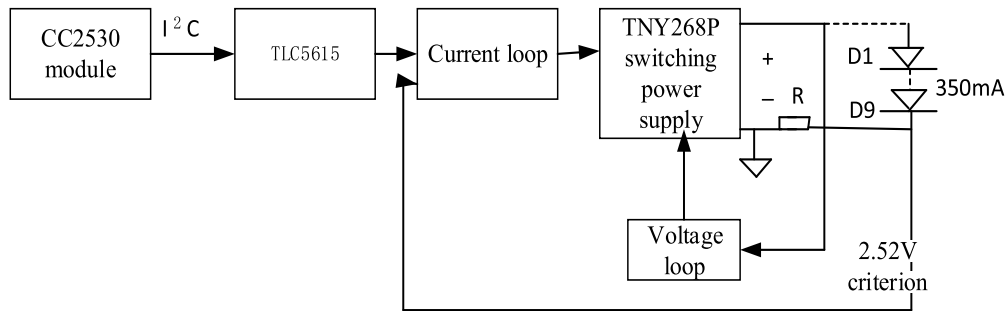 CC2530
module
I²C
TLC5615
Current loop
TNY268P
switching
power
supply
+
−
R
D1
D9
350mA
Voltage
loop
2.52V
criterion